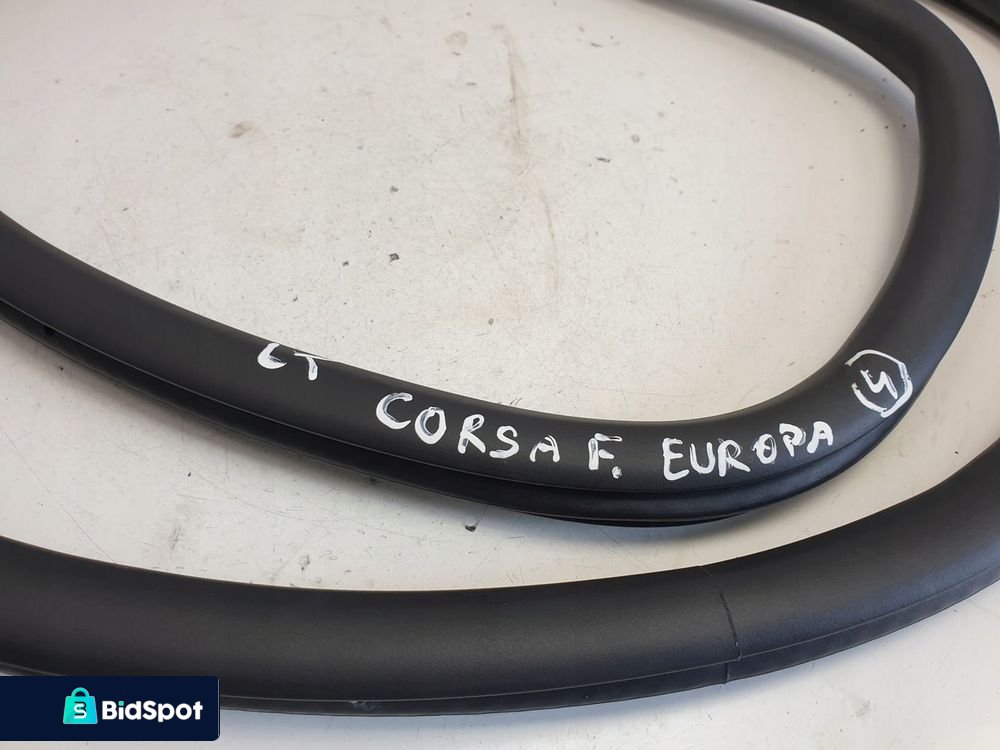 LT
CORSA F. EUROPA 4
BidSpot